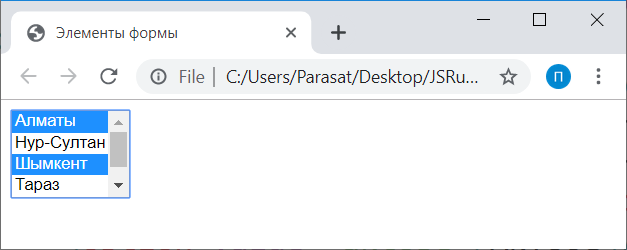 Элементы формы
File | C:/Users/Parasat/Desktop/JSRu...
П
Алматы
Нур-Султан
Шымкент
Тараз